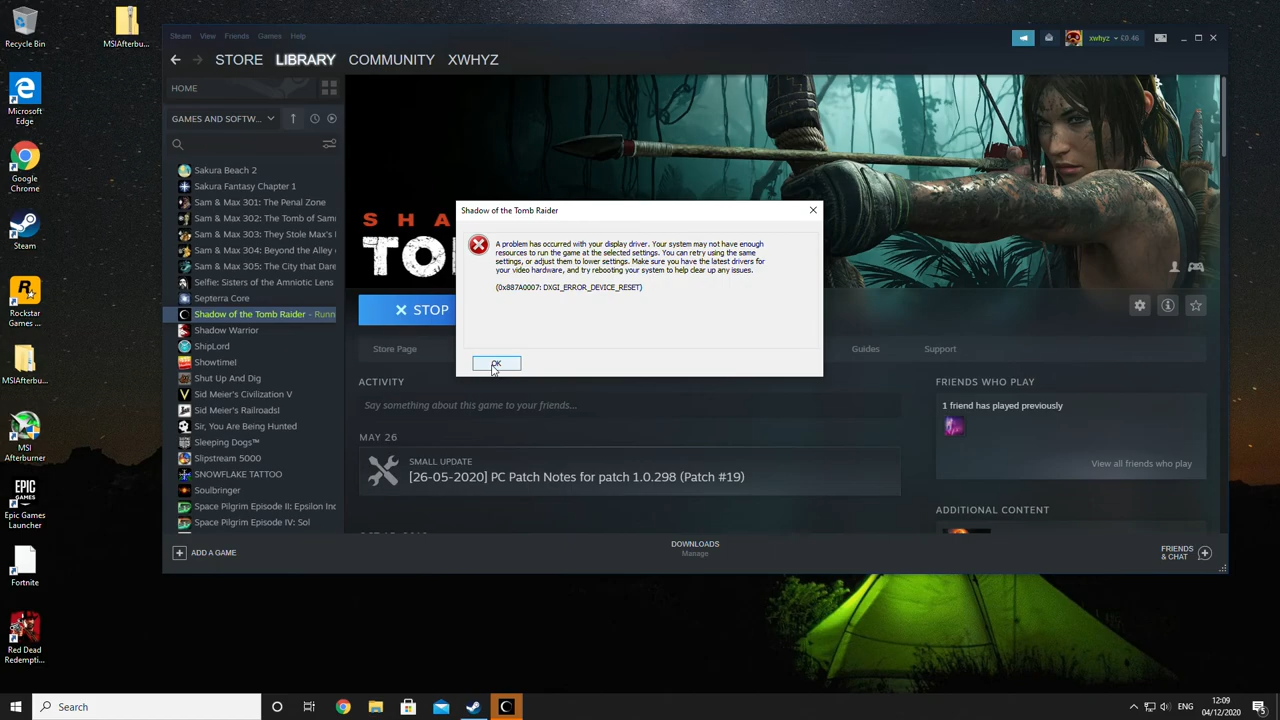 Recycle Bin
MSIAfterbu...
Microsoft
Edge
Google
Chrome
Steam
Rockstar
Games ...
MSIAfterbu...
MSI
Afterburner
Epic Games
Launcher
Fortnite
Red Dead
Redemptio...
Steam View Friends Games Help
xwhyz £0.46
STORE LIBRARY COMMUNITY XWHYZ
HOME
GAMES AND SOFTW...
Sakura Beach 2
Sakura Fantasy Chapter 1
Sam & Max 301: The Penal Zone
Sam & Max 302: The Tomb of Sam
Sam & Max 303: They Stole Max's
Sam & Max 304: Beyond the Alley
Sam & Max 305: The City that Dare
Selfie: Sisters of the Amniotic Lens
Septerra Core
Shadow of the Tomb Raider - Runn
Shadow Warrior
ShipLord
Showtime!
Shut Up And Dig
Sid Meier's Civilization V
Sid Meier's Railroads!
Sir, You Are Being Hunted
Sleeping Dogs™
Slipstream 5000
SNOWFLAKE TATTOO
Soulbringer
Space Pilgrim Episode II: Epsilon Ind
Space Pilgrim Episode IV: Sol
ADD A GAME
SHA
TO
Shadow of the Tomb Raider
A problem has occurred with your display driver. Your system may not have enough
resources to run the game at the selected settings. You can retry using the same
settings, or adjust them to lower settings. Make sure you have the latest drivers for
your video hardware, and try rebooting your system to help clear up any issues.
(0x887A0007: DXGI_ERROR_DEVICE_RESET)
OK
STOP
Store Page Guides Support
ACTIVITY
Say something about this game to your friends...
MAY 26
SMALL UPDATE
[26-05-2020] PC Patch Notes for patch 1.0.298 (Patch #19)
FRIENDS WHO PLAY
1 friend has played previously
View all friends who play
ADDITIONAL CONTENT
DOWNLOADS
Manage
FRIENDS
& CHAT
Search
ENG
12:09
04/12/2020
5